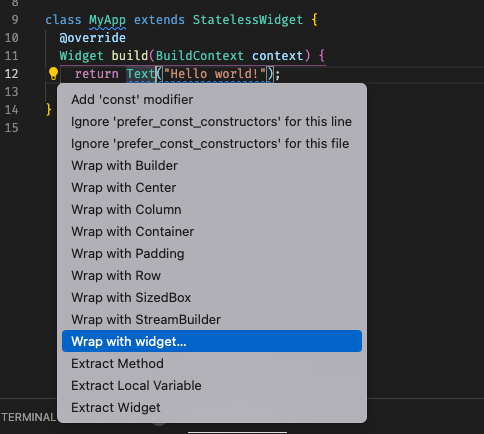 8
9 class MyApp extends StatelessWidget {
10 @override
11 Widget build(BuildContext context) {
12 return Text("Hello world!");
13
14 }
15
Add 'const' modifier
Ignore 'prefer_const_constructors' for this line
Ignore 'prefer_const_constructors' for this file
Wrap with Builder
Wrap with Center
Wrap with Column
Wrap with Container
Wrap with Padding
Wrap with Row
Wrap with SizedBox
Wrap with StreamBuilder
Wrap with widget...
Extract Method
Extract Local Variable
Extract Widget
TERMINAL